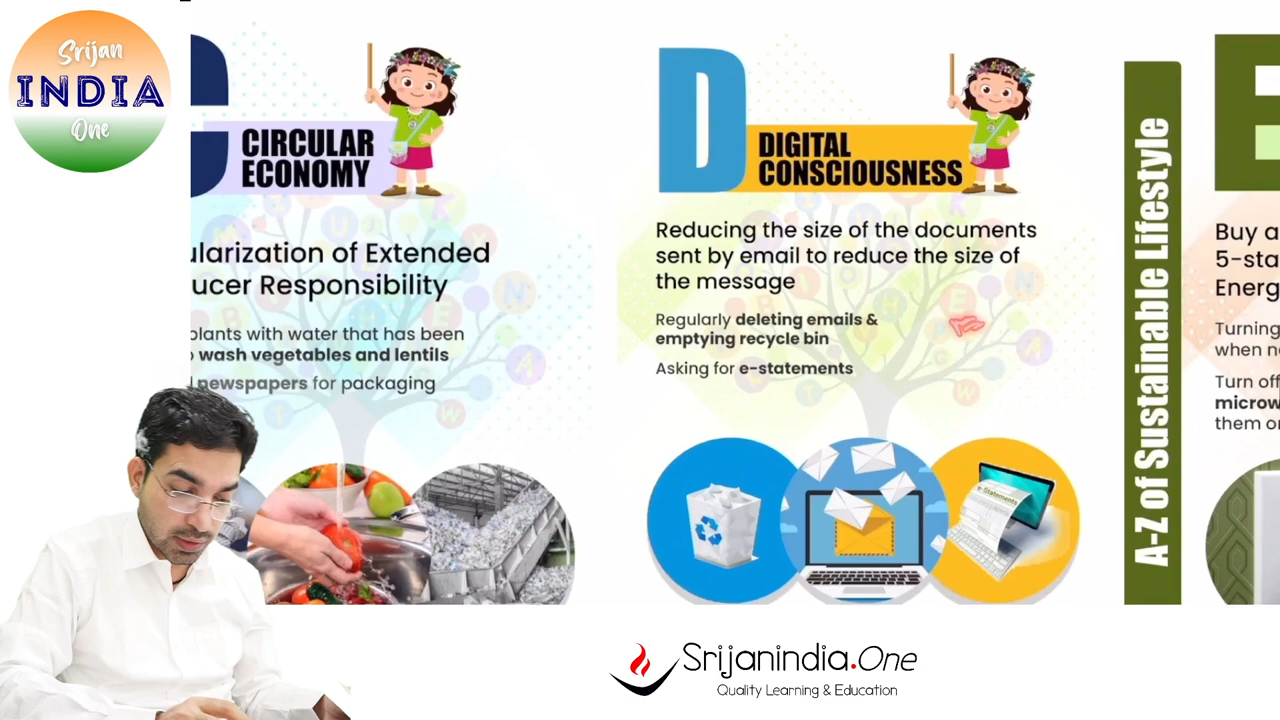 Srijan
INDIA
One
CIRCULAR
ECONOMY
ularization of Extended
ucer Responsibility
plants with water that has been
wash vegetables and lentils
newspapers for packaging
D
DIGITAL
CONSCIOUSNESS
Reducing the size of the documents
sent by email to reduce the size of
the message
Regularly deleting emails &
emptying recycle bin
Asking for e-statements
e-Statements
A-Z of Sustainable Lifestyle
E
Buy a
5-sta
Energ
Turning
when n
Turn off
microw
them o
Srijanindia.One
Quality Learning & Education